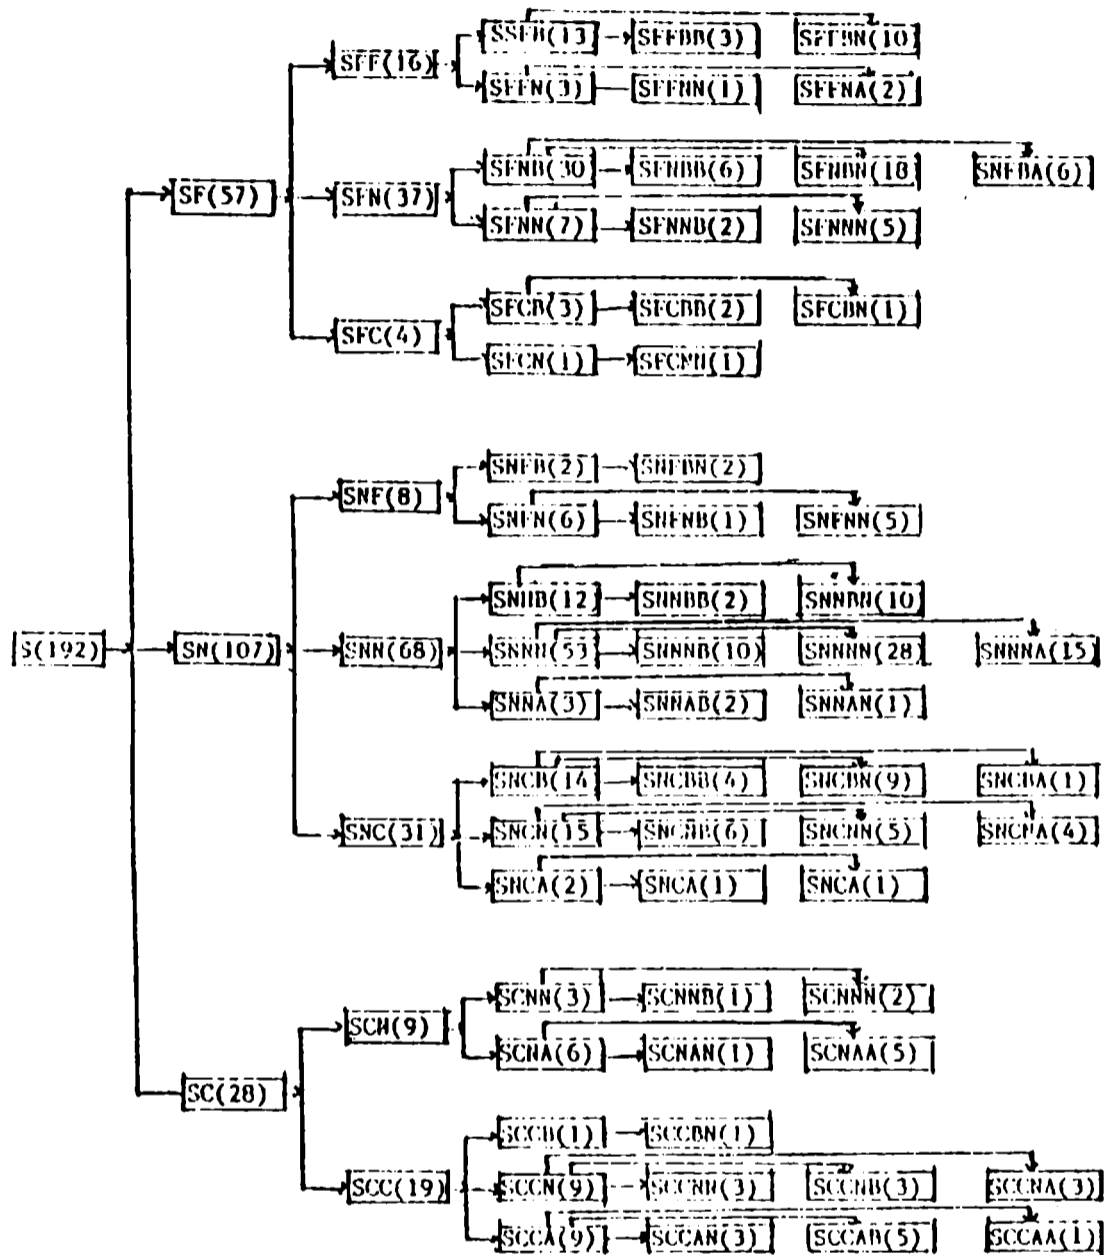 SSFB(13) SFFBB(3) SFFBN(10)
SFF(16)
SFFN(3) SFFNN(1) SFFNA(2)
SFNB(30) SFNBB(6) SFNBN(18) SNFBA(6)
SF(57) SFN(37)
SFNN(7) SFNNB(2) SFNNN(5)
SFCB(3) SFCBB(2) SFCBN(1)
SFC(4)
SFCN(1) SFCNN(1)
SNFB(2) SNFBN(2)
SNF(8)
SNFN(6) SNFNB(1) SNFNN(5)
SNNB(12) SNNBB(2) SNNBN(10)
S(192) SN(107) SNN(68) SNNN(53) SNNNB(10) SNNNN(28) SNNNA(15)
SNNA(3) SNNAB(2) SNNAN(1)
SNCB(14) SNCBB(4) SNCBN(9) SNCBA(1)
SNC(31) SNCN(15) SNCNB(6) SNCNN(5) SNCNA(4)
SNCA(2) SNCA(1) SNCA(1)
SCNN(3) SCNNB(1) SCNNN(2)
SCN(9)
SCNA(6) SCNAN(1) SCNAA(5)
SC(28)
SCCB(1) SCCBN(1)
SCC(19) SCCN(9) SCCNN(3) SCCNB(3) SCCNA(3)
SCCA(9) SCCAN(3) SCCAB(5) SCCAA(1)